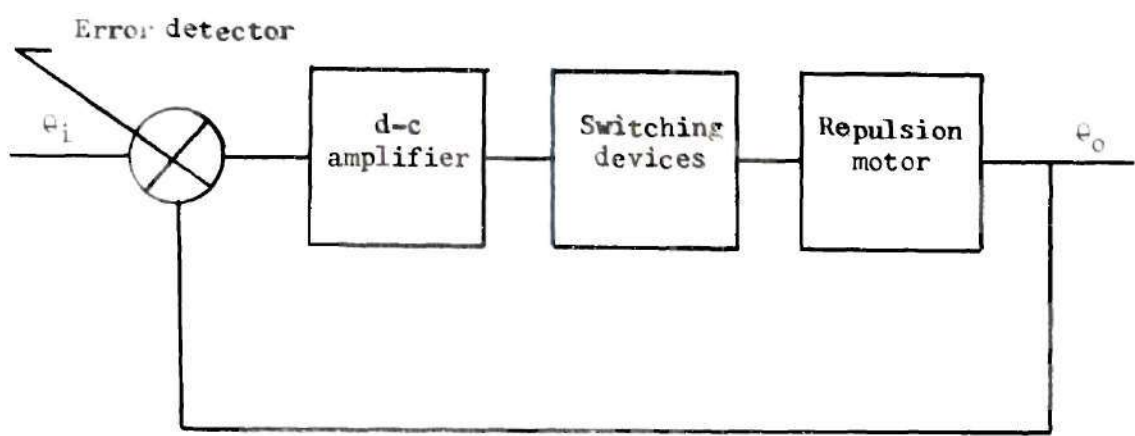 Error detector
θi
d-c
amplifier
Switching
devices
Repulsion
motor
θo